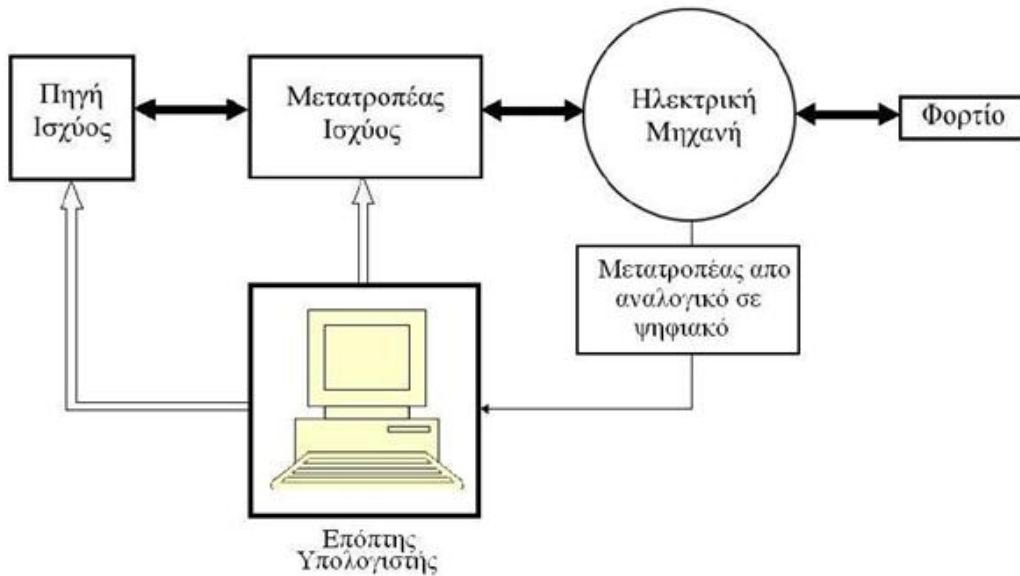 Πηγή
Ισχύος
Μετατροπέας
Ισχύος
Ηλεκτρική
Μηχανή
Φορτίο
Μετατροπέας απο
αναλογικό σε
ψηφιακό
Επόπτης
Υπολογιστής